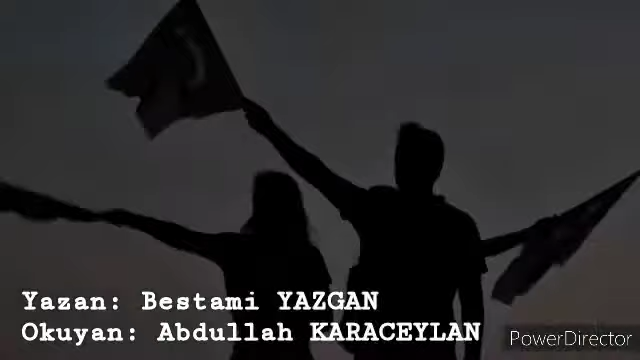 Yazan: Bestami YAZGAN
Okuyan: Abdullah KARACEYLAN
PowerDirector